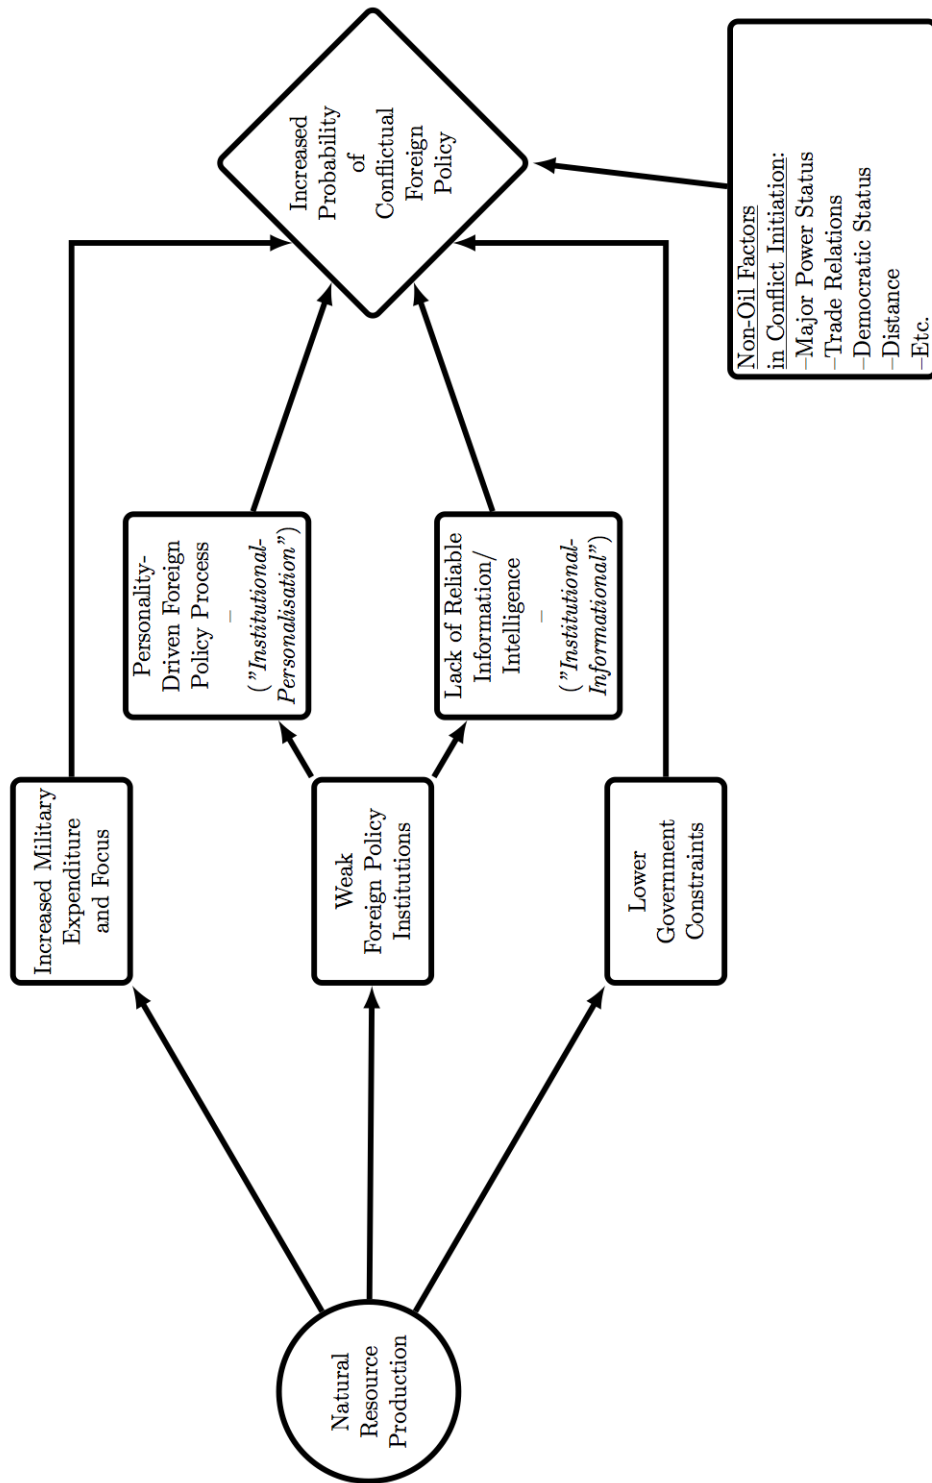 Natural
Resource
Production
Increased Military
Expenditure
and Focus
Weak
Foreign Policy
Institutions
Lower
Government
Constraints
Personality-
Driven Foreign
Policy Process
–
("Institutional-
Personalisation")
Lack of Reliable
Information/
Intelligence
–
("Institutional-
Informational")
Increased
Probability
of
Conflictual
Foreign
Policy
Non-Oil Factors
in Conflict Initiation:
–Major Power Status
–Trade Relations
–Democratic Status
–Distance
–Etc.